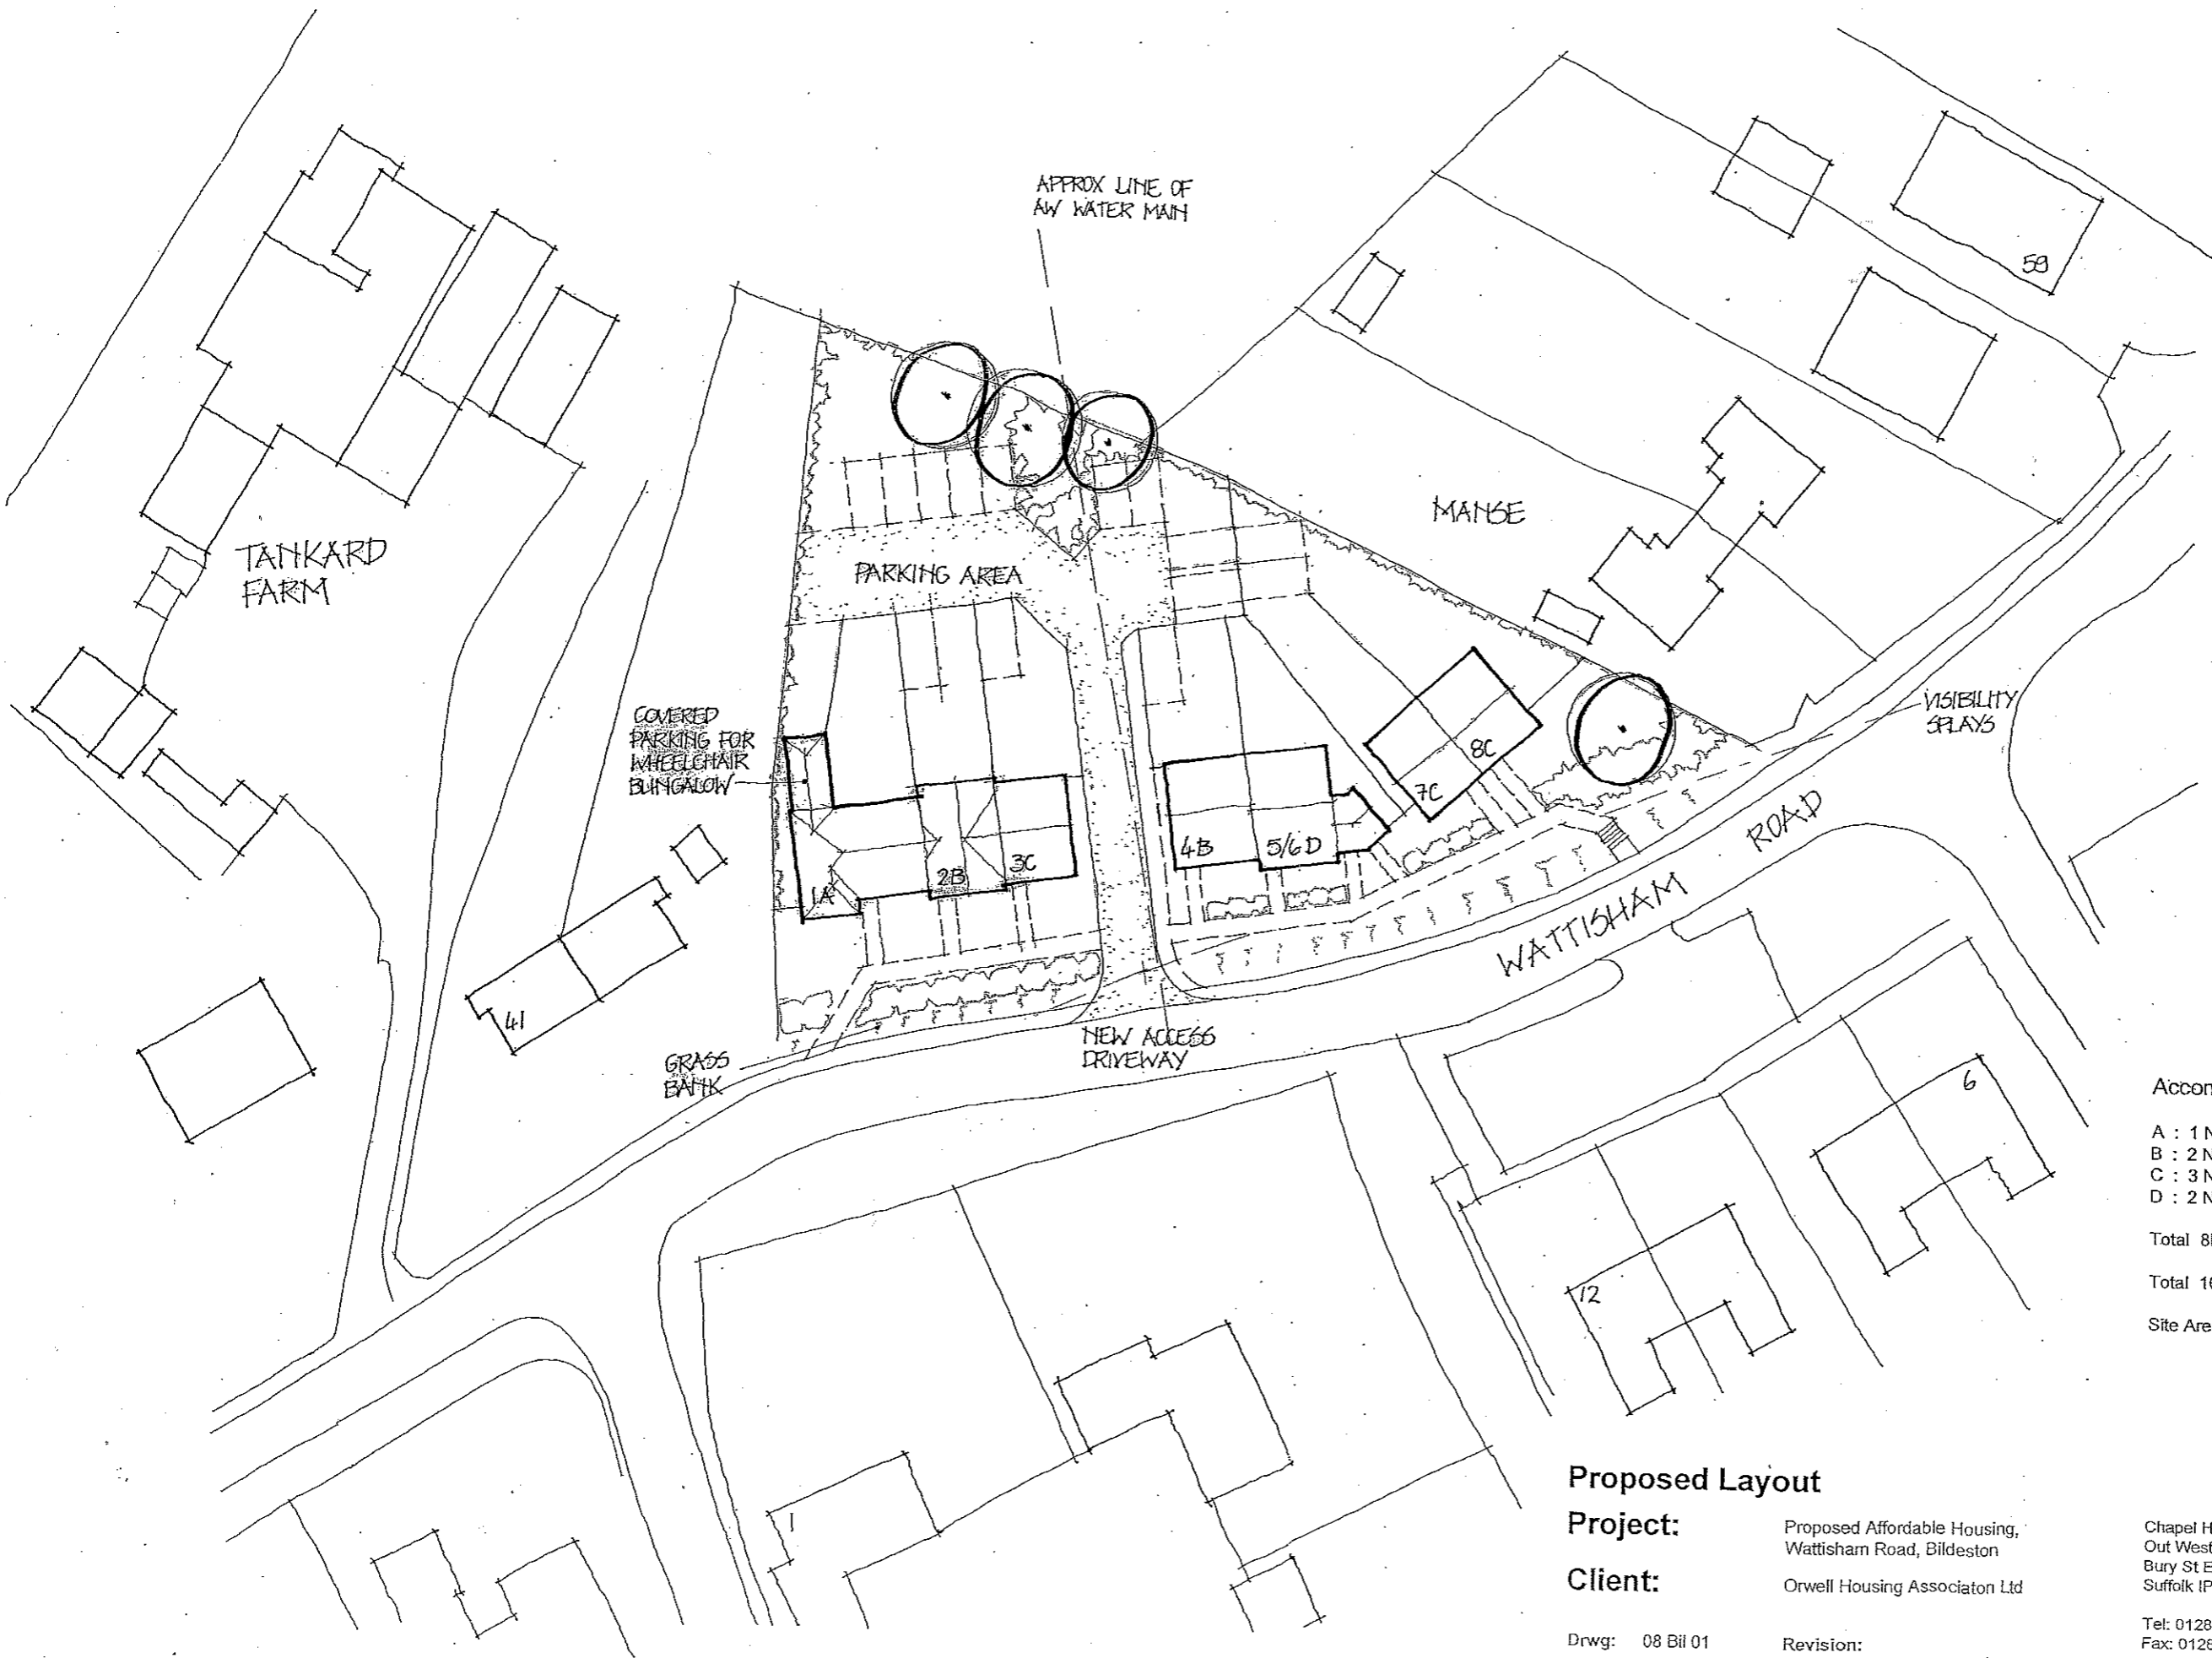 APPROX LINE OF
AW WATER MAIN
59
TANKARD
FARM
MANSE
PARKING AREA
COVERED
PARKING FOR
WHEELCHAIR
BUNGALOW
VISIBILITY
SPLAYS
8C
7C
4B
5/6D
3C
2B
1A
WATTISHAM ROAD
41
GRASS
BANK
NEW ACCESS
DRIVEWAY
6
12
1
Accon
A : 1 N
B : 2 N
C : 3 N
D : 2 N
Total 8
Total 16
Site Are
Proposed Layout
Project: Proposed Affordable Housing,
Wattisham Road, Bildeston
Client: Orwell Housing Associaton Ltd
Drwg: 08 Bil 01 Revision:
Chapel H
Out West
Bury St E
Suffolk IP
Tel: 0128
Fax: 0128